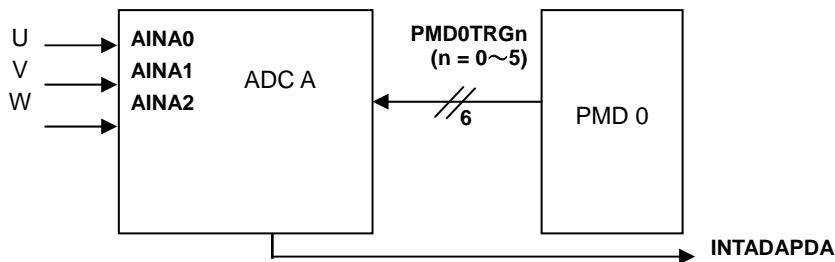 U
V
W
AINA0
AINA1
AINA2
ADC A
PMD0TRGn
(n = 0～5)
6
PMD 0
INTADAPDA